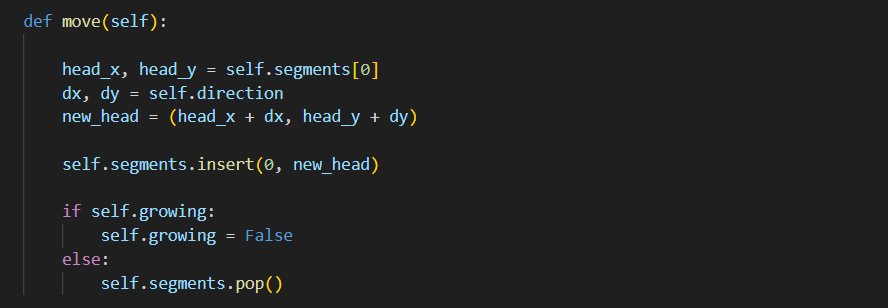 def move(self):
head_x, head_y = self.segments[0]
dx, dy = self.direction
new_head = (head_x + dx, head_y + dy)
self.segments.insert(0, new_head)
if self.growing:
self.growing = False
else:
self.segments.pop()